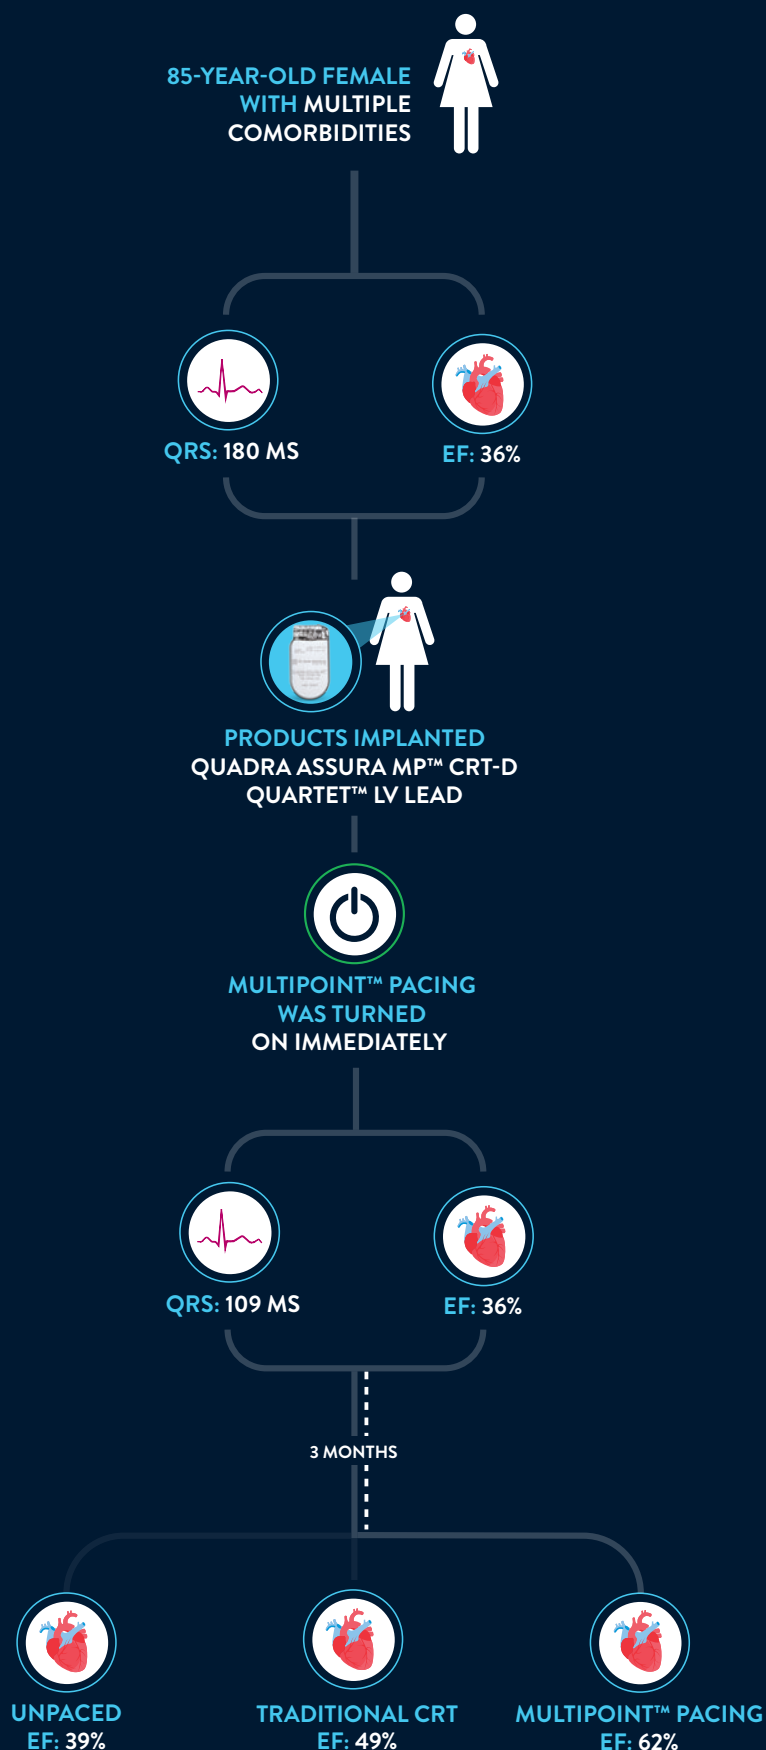 85-YEAR-OLD FEMALE
WITH MULTIPLE
COMORBIDITIES
QRS: 180 MS
EF: 36%
PRODUCTS IMPLANTED
QUADRA ASSURA MP™ CRT-D
QUARTET™ LV LEAD
MULTIPOINT™ PACING
WAS TURNED
ON IMMEDIATELY
QRS: 109 MS
EF: 36%
3 MONTHS
UNPACED
EF: 39%
TRADITIONAL CRT
EF: 49%
MULTIPOINT™ PACING
EF: 62%